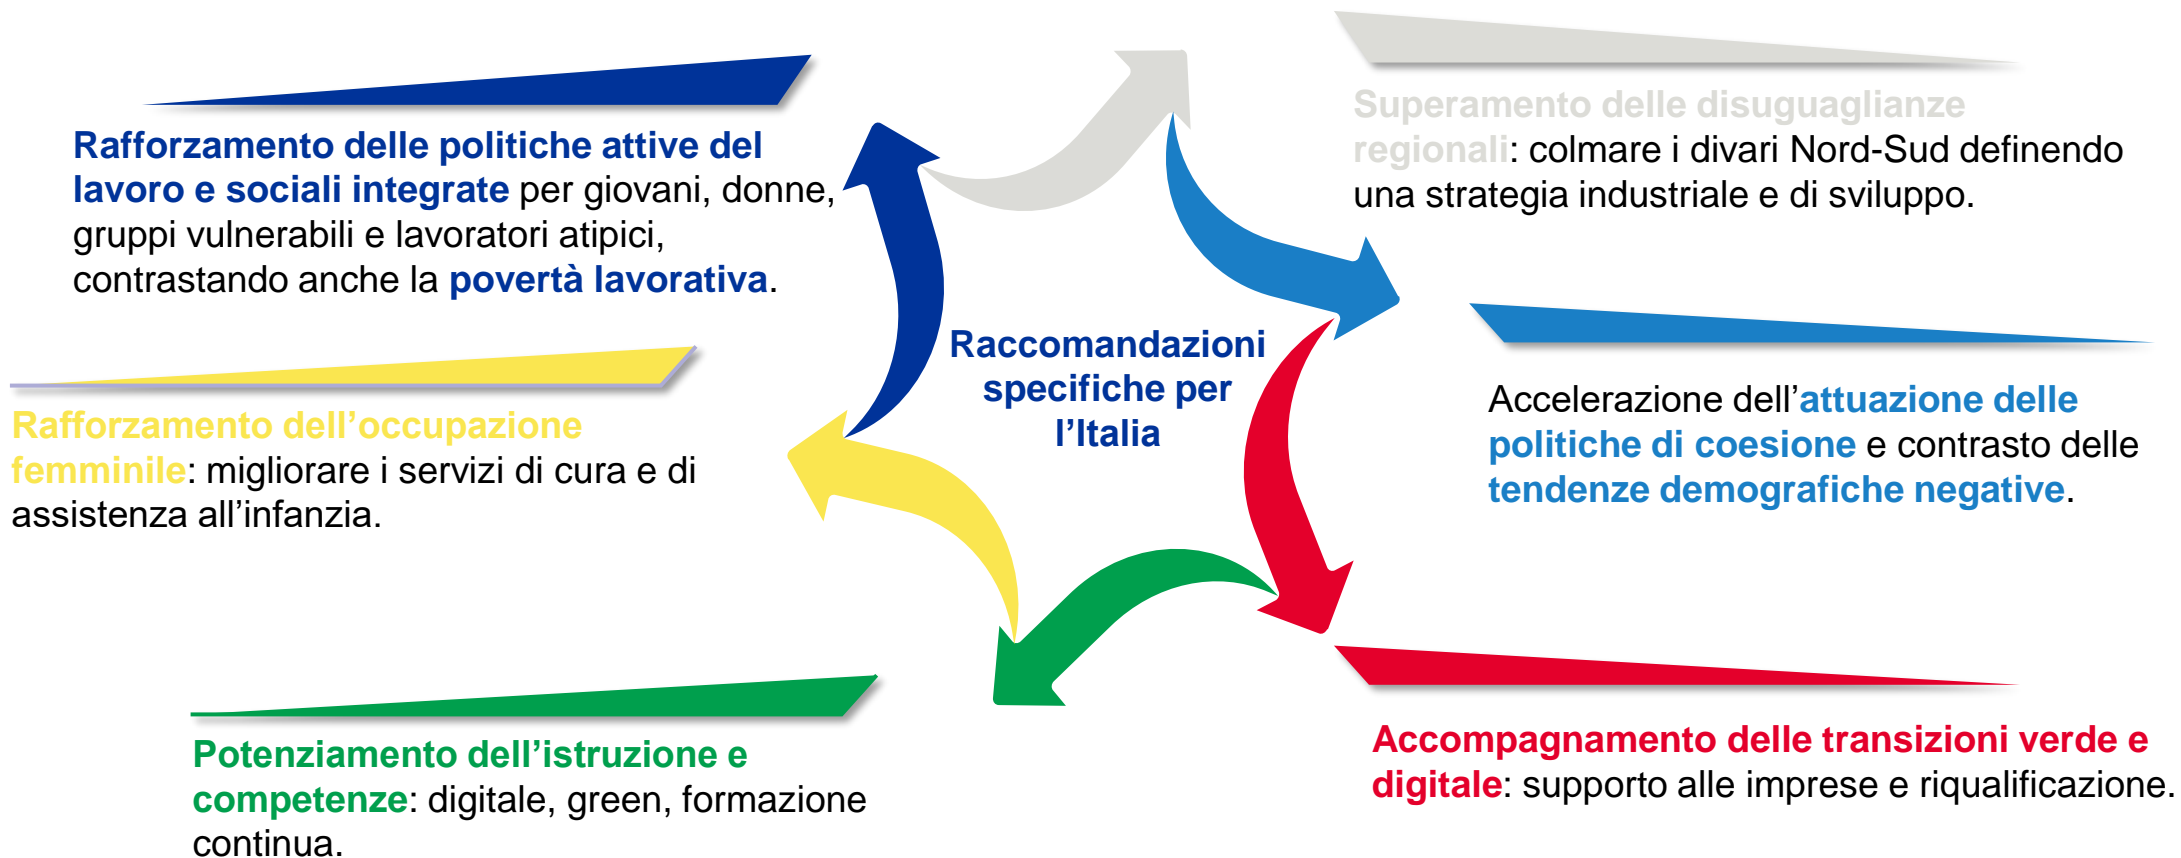 Rafforzamento delle politiche attive del
lavoro e sociali integrate per giovani, donne,
gruppi vulnerabili e lavoratori atipici,
contrastando anche la povertà lavorativa.
Superamento delle disuguaglianze
regionali: colmare i divari Nord-Sud definendo
una strategia industriale e di sviluppo.
Raccomandazioni
specifiche per
l’Italia
Rafforzamento dell’occupazione
femminile: migliorare i servizi di cura e di
assistenza all’infanzia.
Accelerazione dell’attuazione delle
politiche di coesione e contrasto delle
tendenze demografiche negative.
Potenziamento dell’istruzione e
competenze: digitale, green, formazione
continua.
Accompagnamento delle transizioni verde e
digitale: supporto alle imprese e riqualificazione.